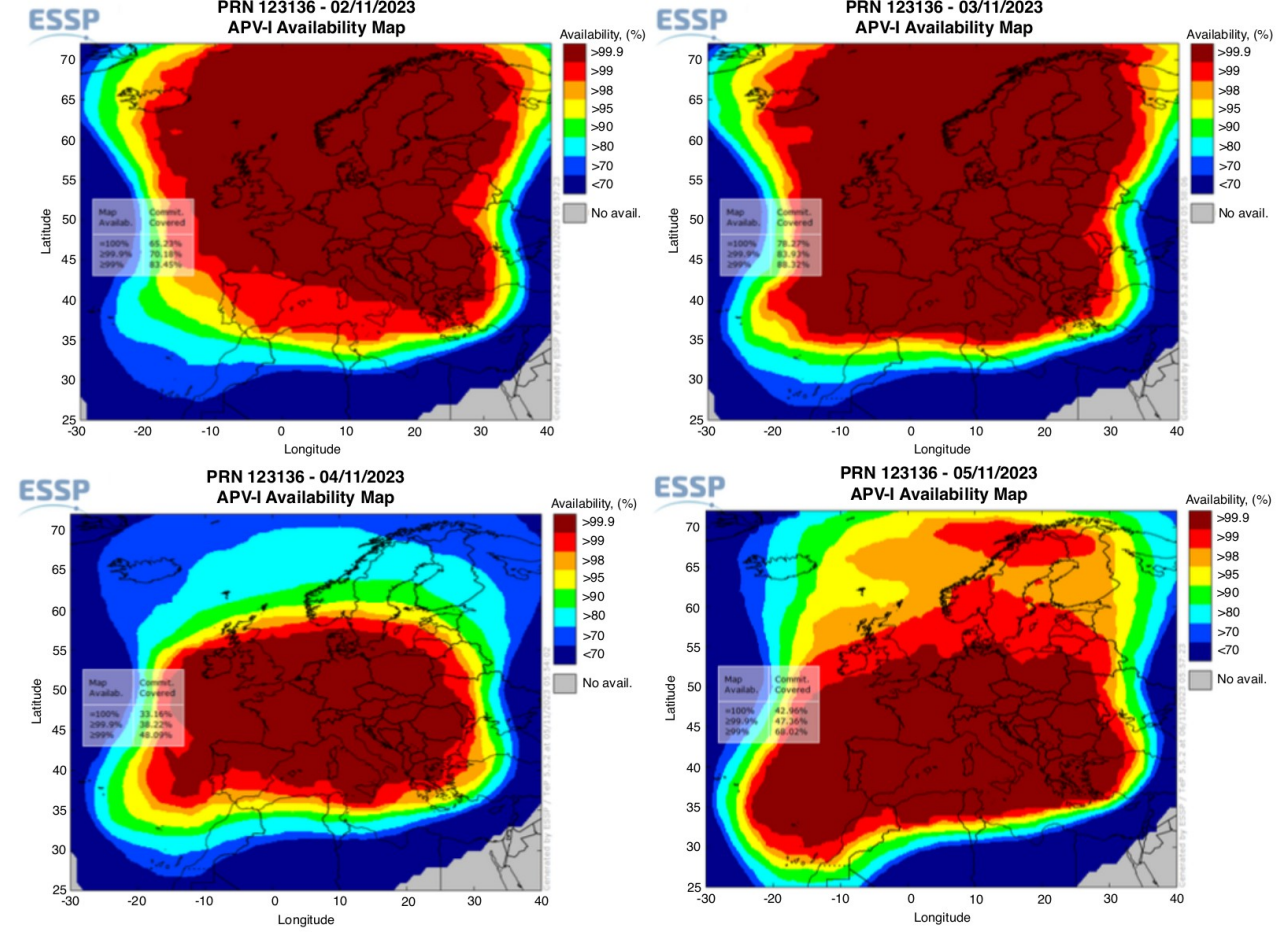 ESSP
PRN 123136 - 02/11/2023
APV-I Availability Map
Availability, (%)
>99.9
>99
>98
>95
>90
>80
>70
<70
No avail.
70
65
60
55
50
45
40
35
30
25
Latitude
-30 -20 -10 0 10 20 30 40
Longitude
Map Availab. Commit. Covered
=100% 65.23%
≥99.9% 70.18%
≥99% 83.45%
ESSP
PRN 123136 - 03/11/2023
APV-I Availability Map
Availability, (%)
>99.9
>99
>98
>95
>90
>80
>70
<70
No avail.
70
65
60
55
50
45
40
35
30
25
Latitude
-30 -20 -10 0 10 20 30 40
Longitude
Map Availab. Commit. Covered
=100% 78.27%
≥99.9% 83.93%
≥99% 88.32%
ESSP
PRN 123136 - 04/11/2023
APV-I Availability Map
Availability, (%)
>99.9
>99
>98
>95
>90
>80
>70
<70
No avail.
70
65
60
55
50
45
40
35
30
25
Latitude
-30 -20 -10 0 10 20 30 40
Longitude
Map Availab. Commit. Covered
=100% 33.16%
≥99.9% 38.22%
≥99% 48.09%
ESSP
PRN 123136 - 05/11/2023
APV-I Availability Map
Availability, (%)
>99.9
>99
>98
>95
>90
>80
>70
<70
No avail.
70
65
60
55
50
45
40
35
30
25
Latitude
-30 -20 -10 0 10 20 30 40
Longitude
Map Availab. Commit. Covered
=100% 42.96%
≥99.9% 47.36%
≥99% 68.02%